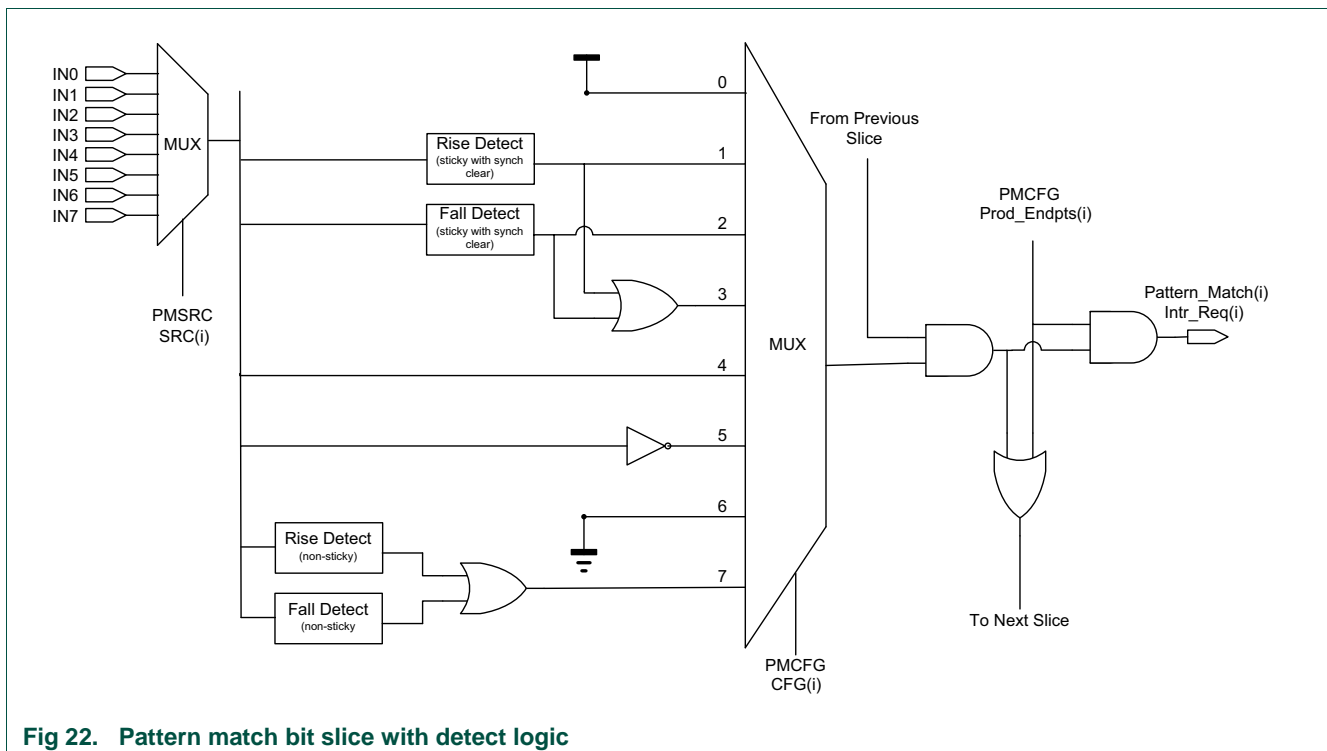 IN0
IN1
IN2
IN3
IN4
IN5
IN6
IN7
MUX
PMSRC
SRC(i)
Rise Detect
(sticky with synch
clear)
Fall Detect
(sticky with synch
clear)
Rise Detect
(non-sticky)
Fall Detect
(non-sticky
0
1
2
3
4
5
6
7
MUX
PMCFG
CFG(i)
From Previous
Slice
PMCFG
Prod_Endpts(i)
Pattern_Match(i)
Intr_Req(i)
To Next Slice
Fig 22. Pattern match bit slice with detect logic